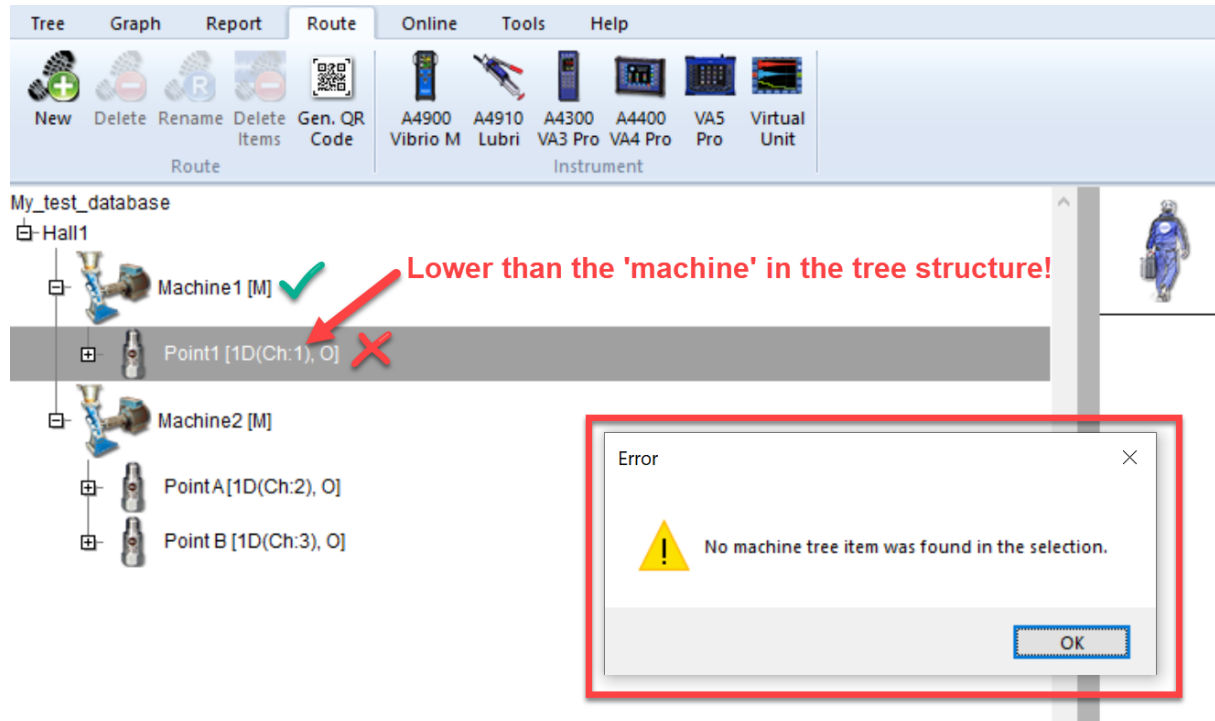 Tree Graph Report Route Online Tools Help
New Delete Rename Delete Items Gen. QR Code A4900 Vibrio M A4910 Lubri A4300 VA3 Pro A4400 VA4 Pro VA5 Pro Virtual Unit
Route Instrument
My_test_database
Hall1
Lower than the 'machine' in the tree structure!
Machine1 [M]
Point1 [1D(Ch:1), O]
Machine2 [M]
Error
Point A [1D(Ch:2), O]
Point B [1D(Ch:3), O]
No machine tree item was found in the selection.
OK